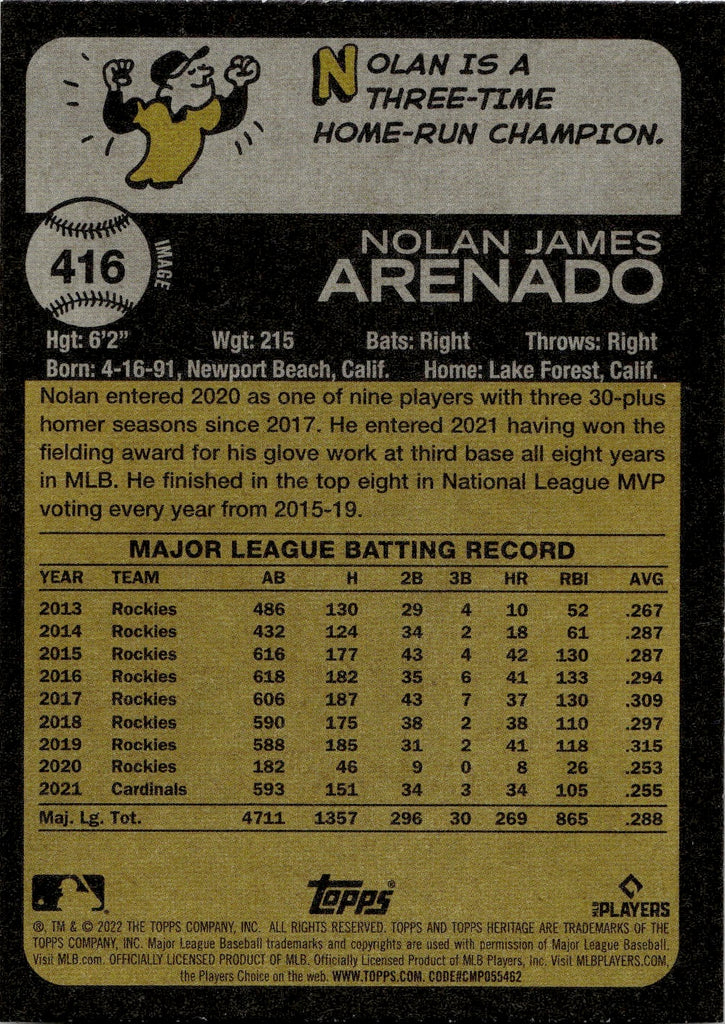 NOLAN IS A
THREE-TIME
HOME-RUN CHAMPION.
416
IMAGE
NOLAN JAMES
ARENADO
Hgt: 6'2" Wgt: 215 Bats: Right Throws: Right
Born: 4-16-91, Newport Beach, Calif. Home: Lake Forest, Calif.
Nolan entered 2020 as one of nine players with three 30-plus
homer seasons since 2017. He entered 2021 having won the
fielding award for his glove work at third base all eight years
in MLB. He finished in the top eight in National League MVP
voting every year from 2015-19.
MAJOR LEAGUE BATTING RECORD
YEAR TEAM AB H 2B 3B HR RBI AVG
2013 Rockies 486 130 29 4 10 52 .267
2014 Rockies 432 124 34 2 18 61 .287
2015 Rockies 616 177 43 4 42 130 .287
2016 Rockies 618 182 35 6 41 133 .294
2017 Rockies 606 187 43 7 37 130 .309
2018 Rockies 590 175 38 2 38 110 .297
2019 Rockies 588 185 31 2 41 118 .315
2020 Rockies 182 46 9 0 8 26 .253
2021 Cardinals 593 151 34 3 34 105 .255
Maj. Lg. Tot. 4711 1357 296 30 269 865 .288
topps®
MLB PLAYERS
®, TM & © 2022 THE TOPPS COMPANY, INC. ALL RIGHTS RESERVED. TOPPS AND TOPPS HERITAGE ARE TRADEMARKS OF THE
TOPPS COMPANY, INC. Major League Baseball trademarks and copyrights are used with permission of Major League Baseball.
Visit MLB.com. OFFICIALLY LICENSED PRODUCT OF MLB. Officially Licensed Product of MLB Players, Inc. Visit MLBPLAYERS.COM,
the Players Choice on the web. WWW.TOPPS.COM. CODE#CMP055462